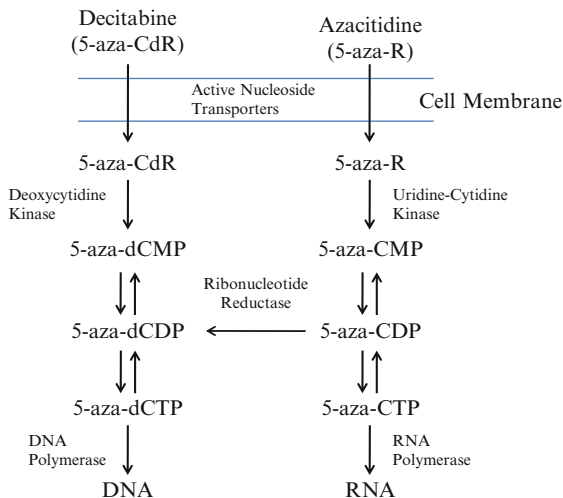 Decitabine
(5-aza-CdR)
Azacitidine
(5-aza-R)
Active Nucleoside
Transporters
Cell Membrane
5-aza-CdR
5-aza-R
Deoxycytidine
Kinase
Uridine-Cytidine
Kinase
5-aza-dCMP
5-aza-CMP
Ribonucleotide
Reductase
5-aza-dCDP
5-aza-CDP
5-aza-dCTP
5-aza-CTP
DNA
Polymerase
RNA
Polymerase
DNA
RNA